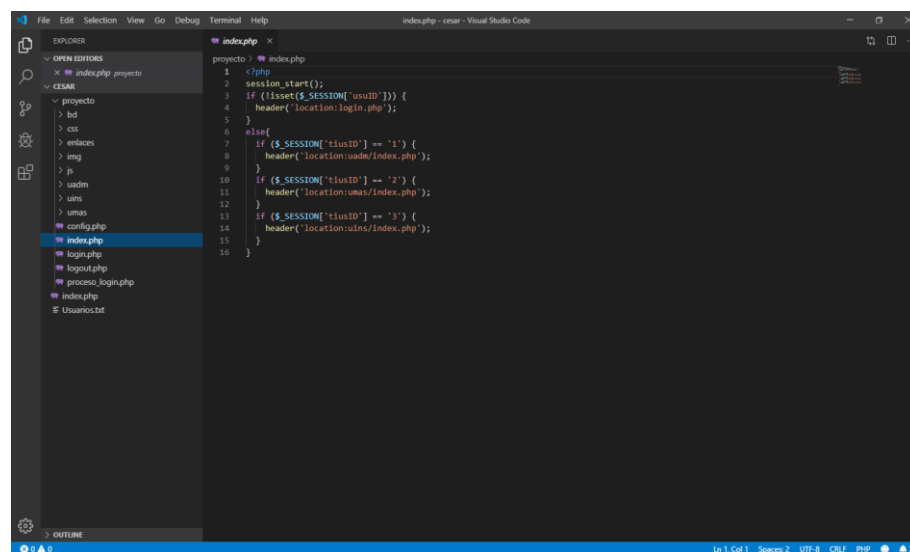 File Edit Selection View Go Debug Terminal Help index.php - cesar - Visual Studio Code
EXPLORER
OPEN EDITORS
index.php proyecto
CESAR
proyecto
bd
css
enlaces
img
js
uadm
uins
umas
config.php
index.php
login.php
logout.php
proceso_login.php
index.php
Usuarios.txt
OUTLINE
index.php
proyecto > index.php
1 <?php
2 session_start();
3 if (!isset($_SESSION['usuID'])) {
4 header('location:login.php');
5 }
6 else{
7 if ($_SESSION['tiusID'] == '1') {
8 header('location:uadm/index.php');
9 }
10 if ($_SESSION['tiusID'] == '2') {
11 header('location:umas/index.php');
12 }
13 if ($_SESSION['tiusID'] == '3') {
14 header('location:uins/index.php');
15 }
16 }
0 0 Ln 1, Col 1 Spaces: 2 UTF-8 CRLF PHP